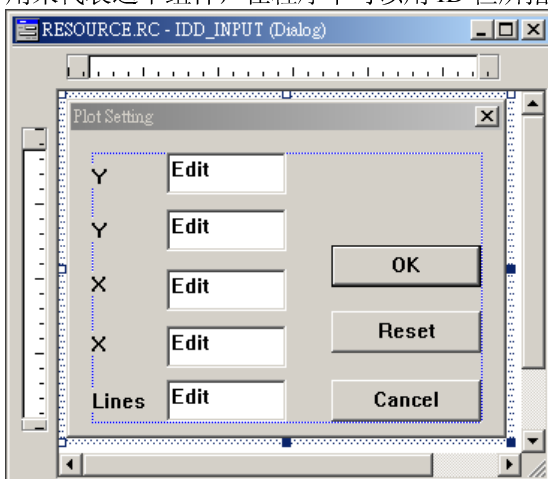 RESOURCE.RC - IDD_INPUT (Dialog)
Plot Setting
Y Edit
Y Edit
X Edit
X Edit
Lines Edit
OK
Reset
Cancel